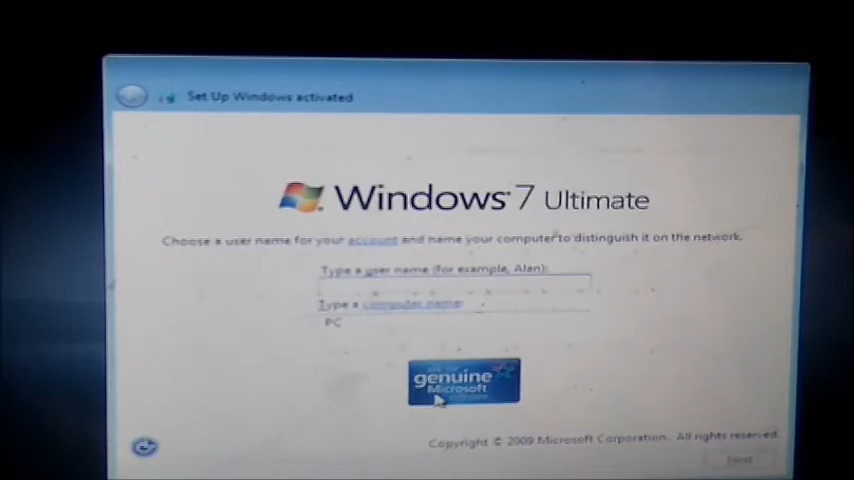 Set Up Windows activated
Windows 7 Ultimate
Choose a user name for your account and name your computer to distinguish it on the network.
Type a user name (for example, Alan):
Type a computer name:
PC
genuine
Microsoft
Copyright © 2009 Microsoft Corporation. All rights reserved.
Next